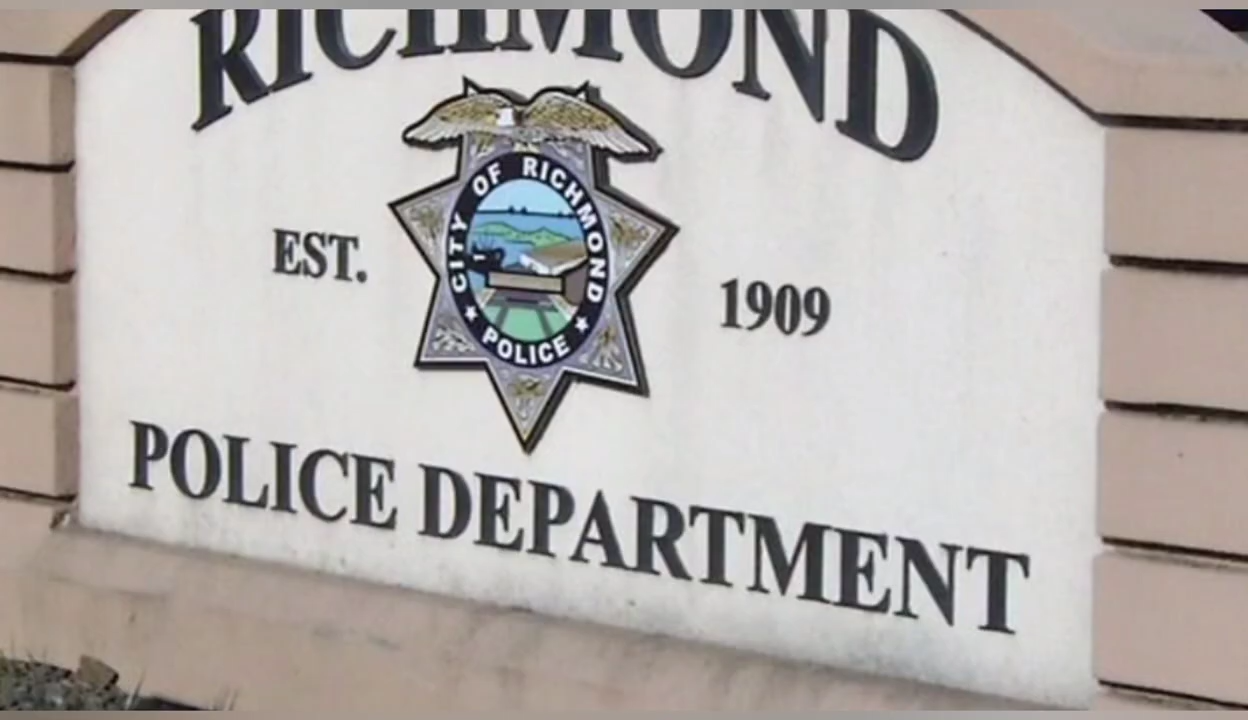 RICHMOND
CITY OF RICHMOND
POLICE
EST. 1909
POLICE DEPARTMENT